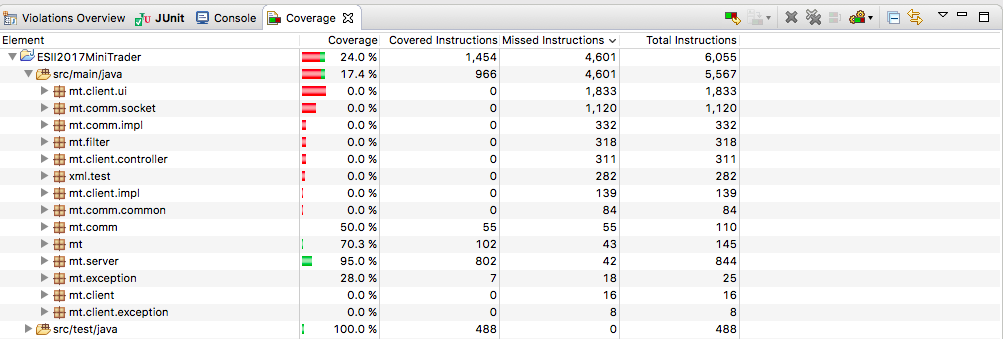 Violations Overview JUnit Console Coverage
Element Coverage Covered Instructions Missed Instructions Total Instructions
ESII2017MiniTrader 24.0 % 1,454 4,601 6,055
src/main/java 17.4 % 966 4,601 5,567
mt.client.ui 0.0 % 0 1,833 1,833
mt.comm.socket 0.0 % 0 1,120 1,120
mt.comm.impl 0.0 % 0 332 332
mt.filter 0.0 % 0 318 318
mt.client.controller 0.0 % 0 311 311
xml.test 0.0 % 0 282 282
mt.client.impl 0.0 % 0 139 139
mt.comm.common 0.0 % 0 84 84
mt.comm 50.0 % 55 55 110
mt 70.3 % 102 43 145
mt.server 95.0 % 802 42 844
mt.exception 28.0 % 7 18 25
mt.client 0.0 % 0 16 16
mt.client.exception 0.0 % 0 8 8
src/test/java 100.0 % 488 0 488